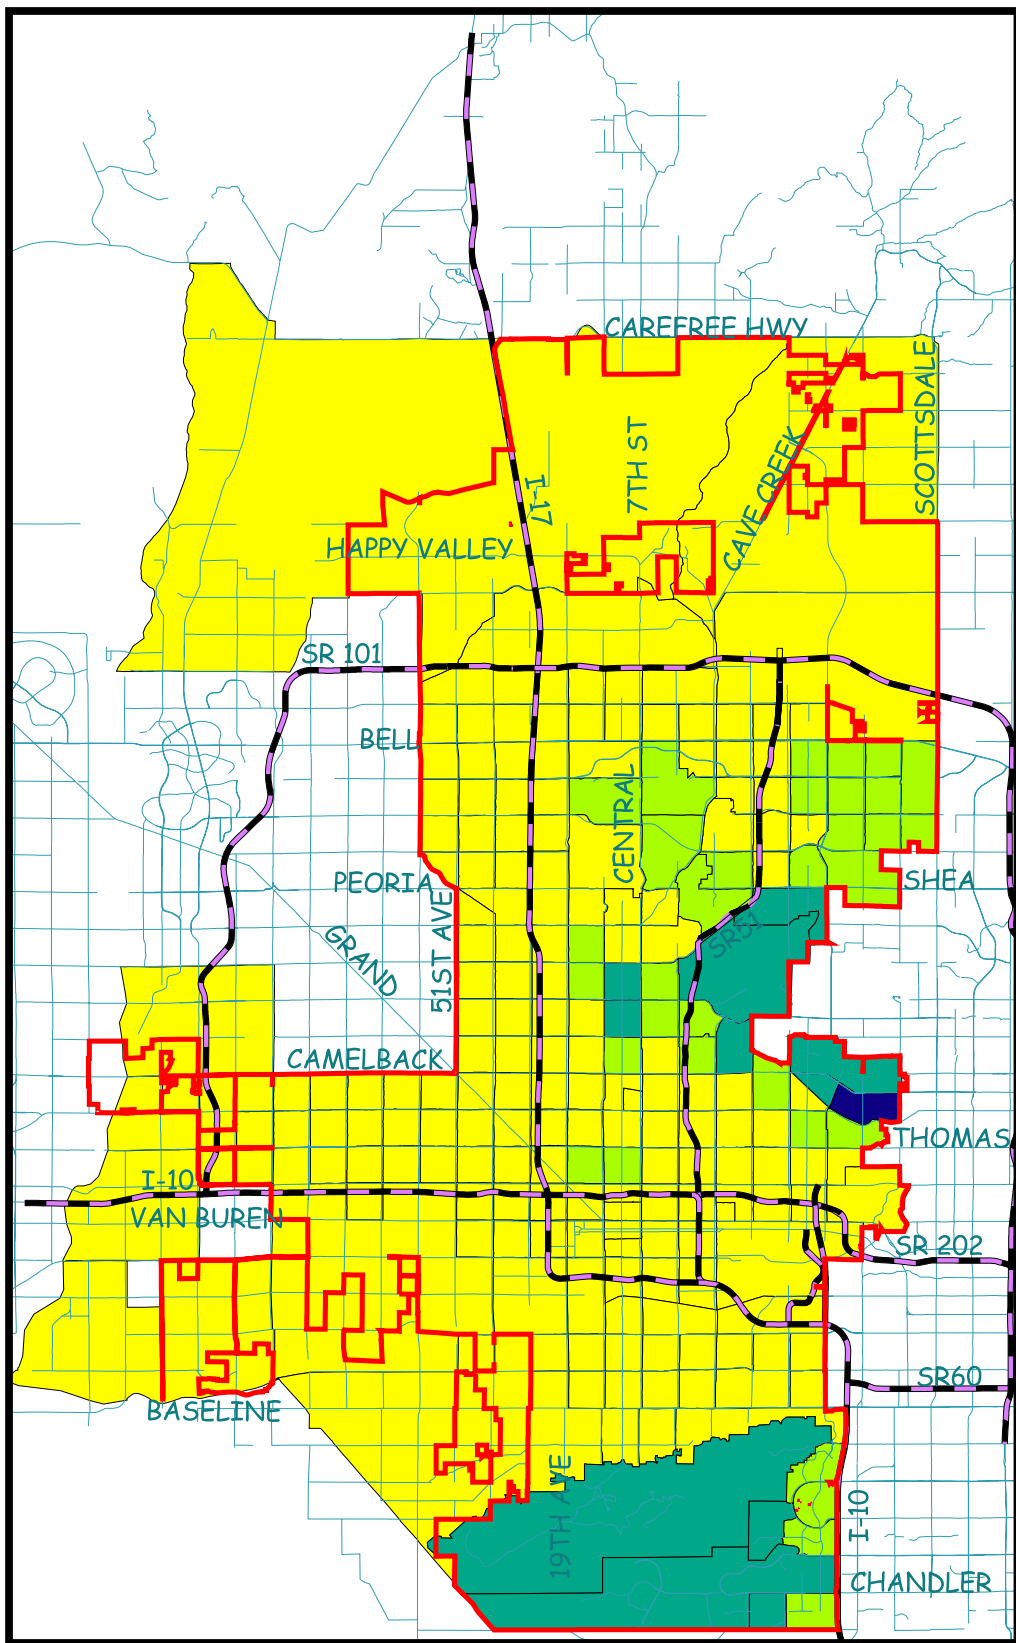 CAREFREE HWY
SCOTTSDALE
7TH ST
CAVE CREEK
I-17
HAPPY VALLEY
SR 101
BELL
CENTRAL
PEORIA
SHEA
51ST AVE
GRAND
SR51
CAMELBACK
THOMAS
I-10
VAN BUREN
SR 202
SR60
BASELINE
19TH AVE
I-10
CHANDLER